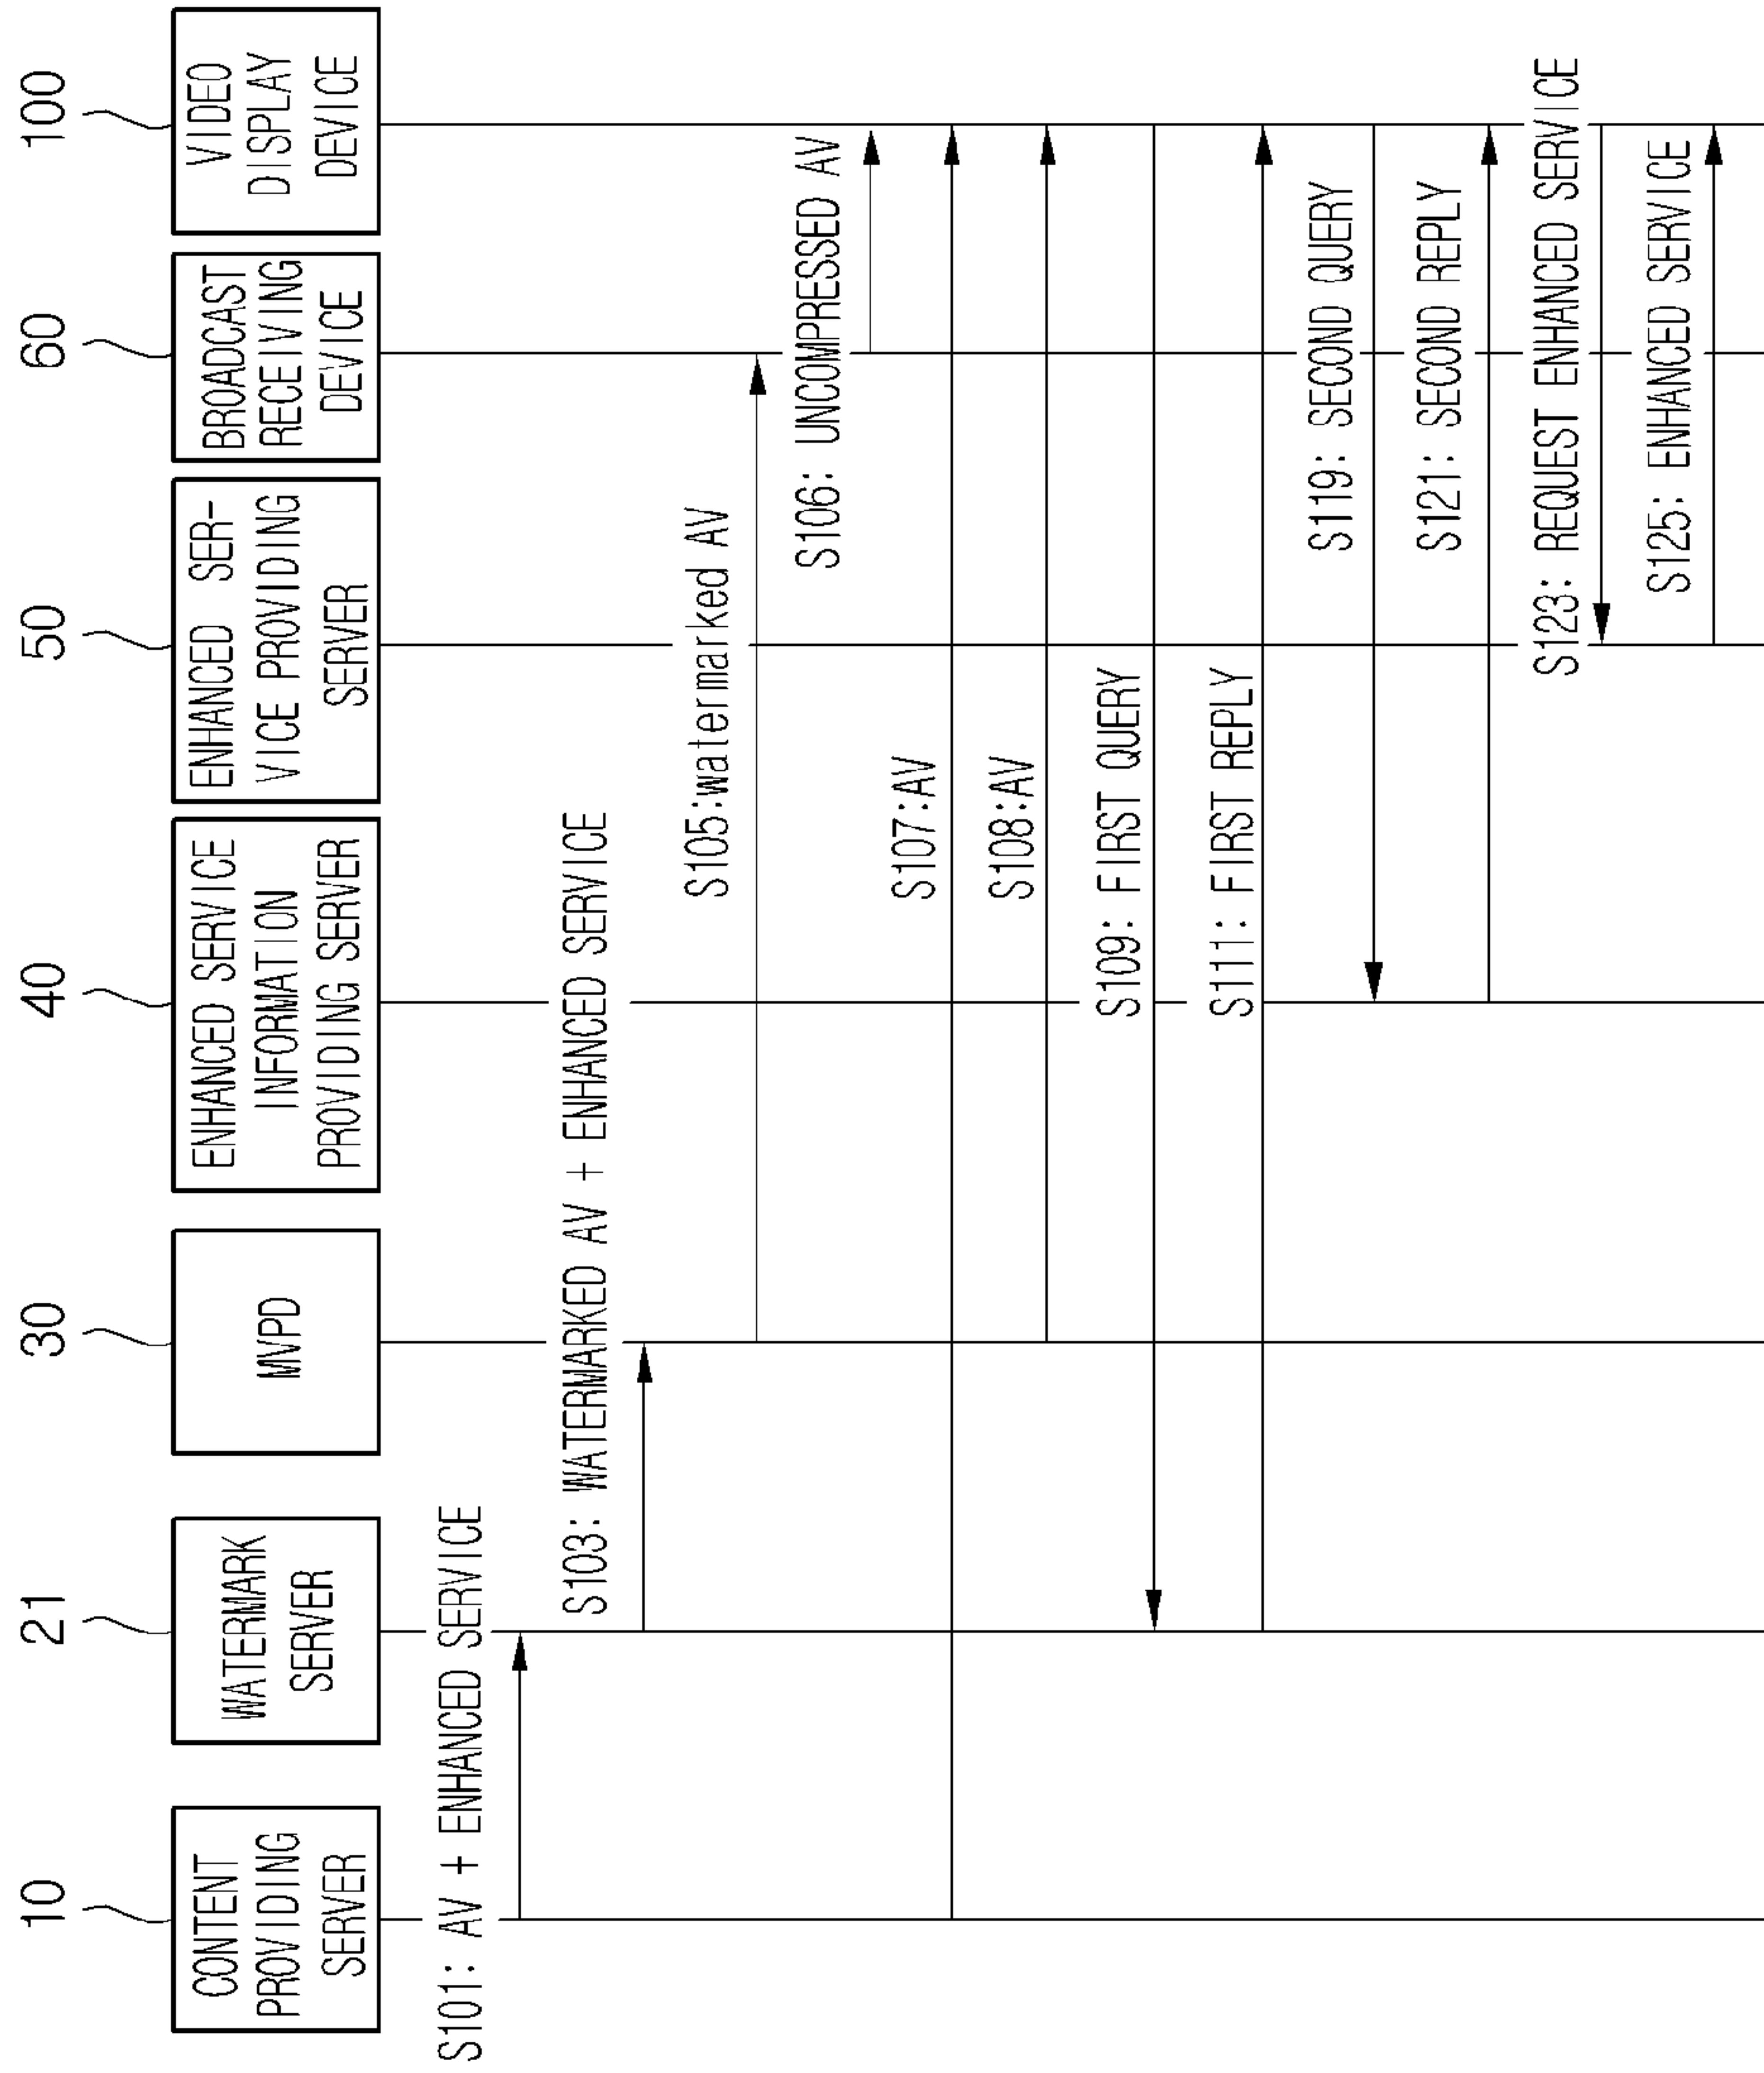 10
21
30
40
50
60
100
CONTENT
PROVIDING
SERVER
WATERMARK
SERVER
MVPD
ENHANCED SERVICE
INFORMATION
PROVIDING SERVER
ENHANCED SER-
VICE PROVIDING
SERVER
BROADCAST
RECEIVING
DEVICE
VIDEO
DISPLAY
DEVICE
S101: AV + ENHANCED SERVICE
S103: WATERMARKED AV + ENHANCED SERVICE
S105:watermarked AV
S106: UNCOMPRESSED AV
S107:AV
S108:AV
S109: FIRST QUERY
S111: FIRST REPLY
S119: SECOND QUERY
S121: SECOND REPLY
S123: REQUEST ENHANCED SERVICE
S125: ENHANCED SERVICE